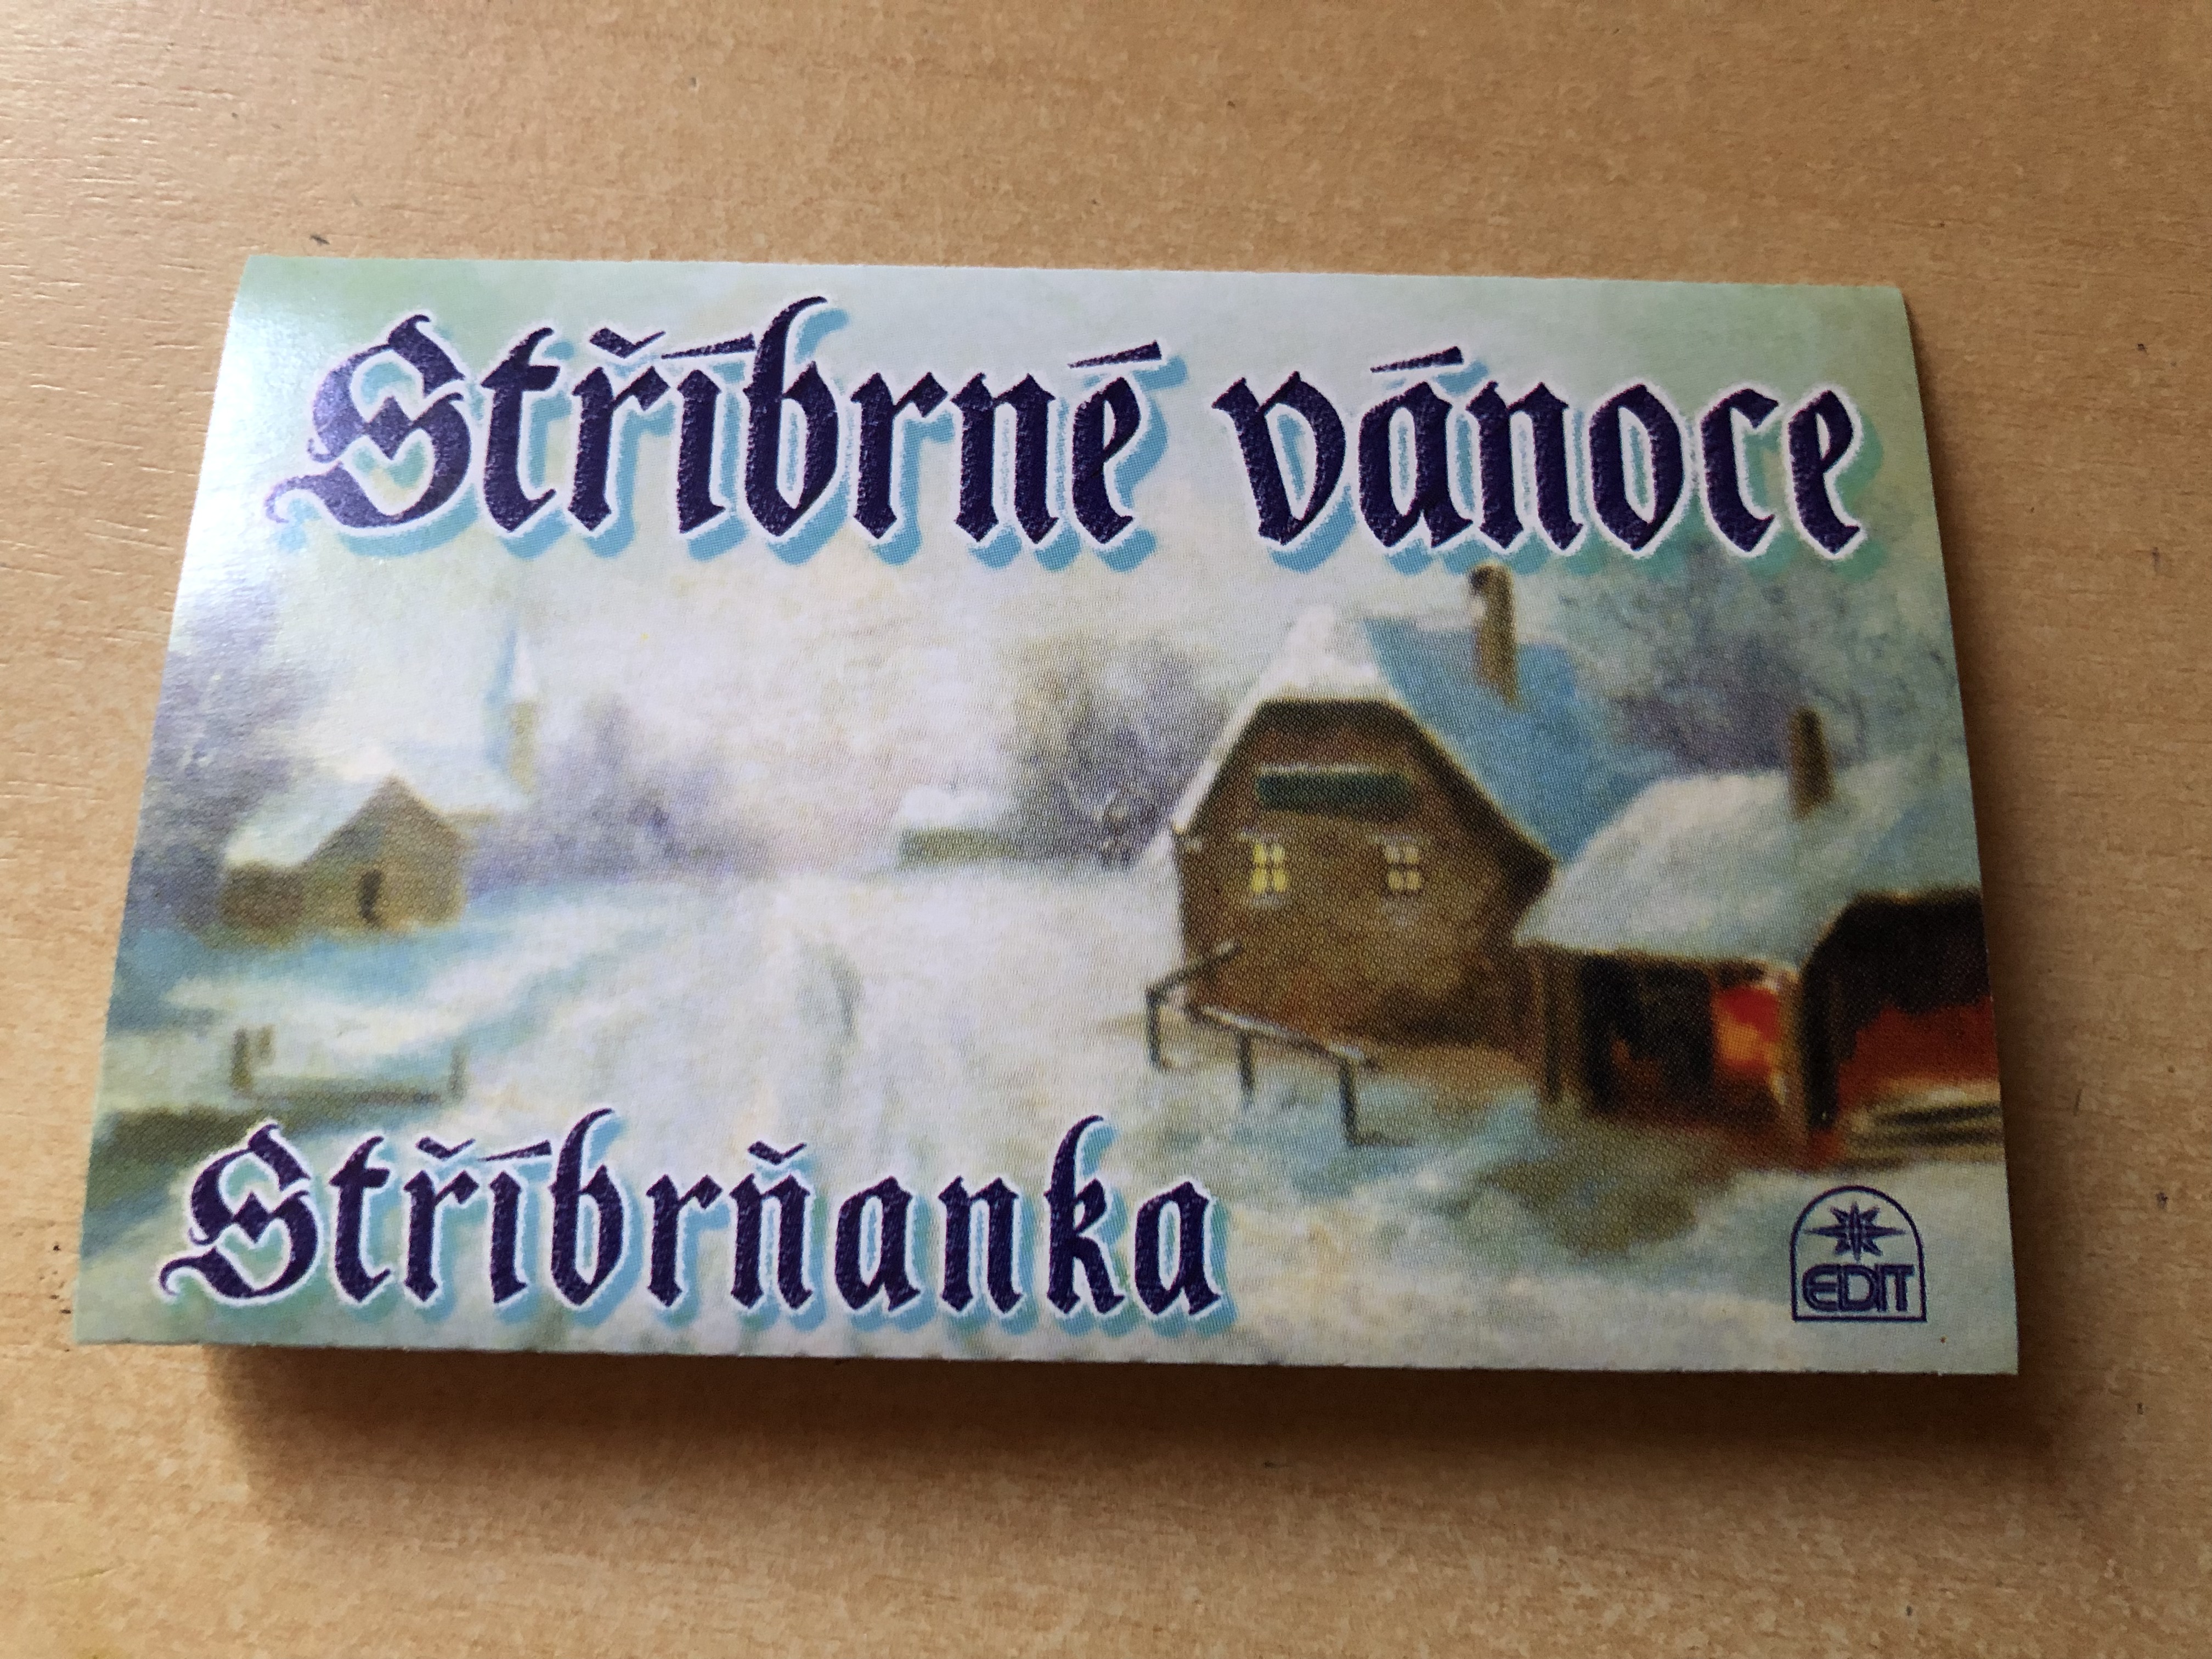 Stříbrné vánoce
Stříbrňanka
EDIT